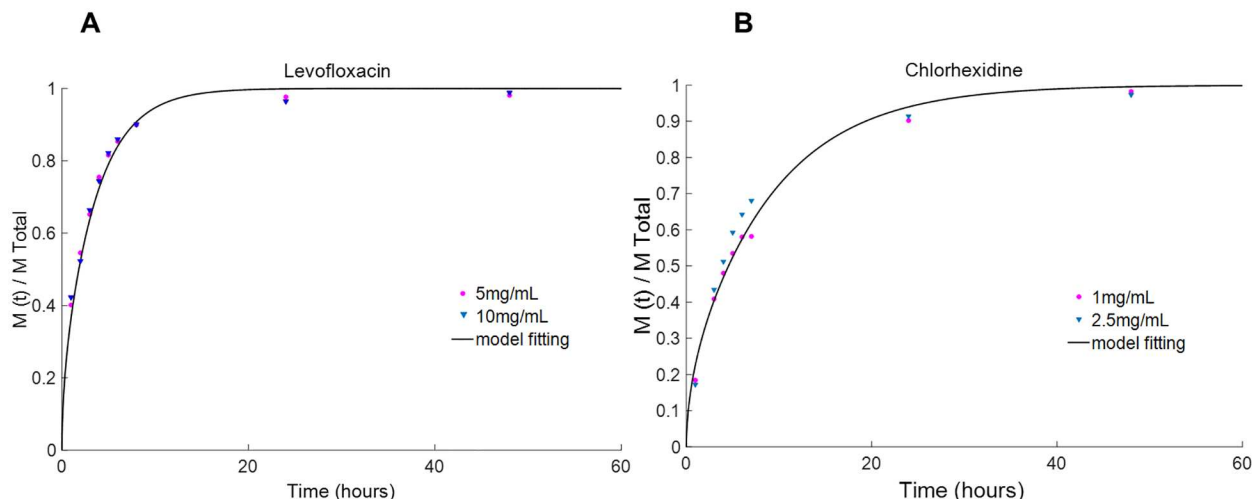 A
Levofloxacin
M (t) / M Total
1
0.8
0.6
0.4
0.2
0
0
20
40
60
Time (hours)
5mg/mL
10mg/mL
model fitting
B
Chlorhexidine
M (t) / M Total
1
0.9
0.8
0.7
0.6
0.5
0.4
0.3
0.2
0.1
0
0
20
40
60
Time (hours)
1mg/mL
2.5mg/mL
model fitting